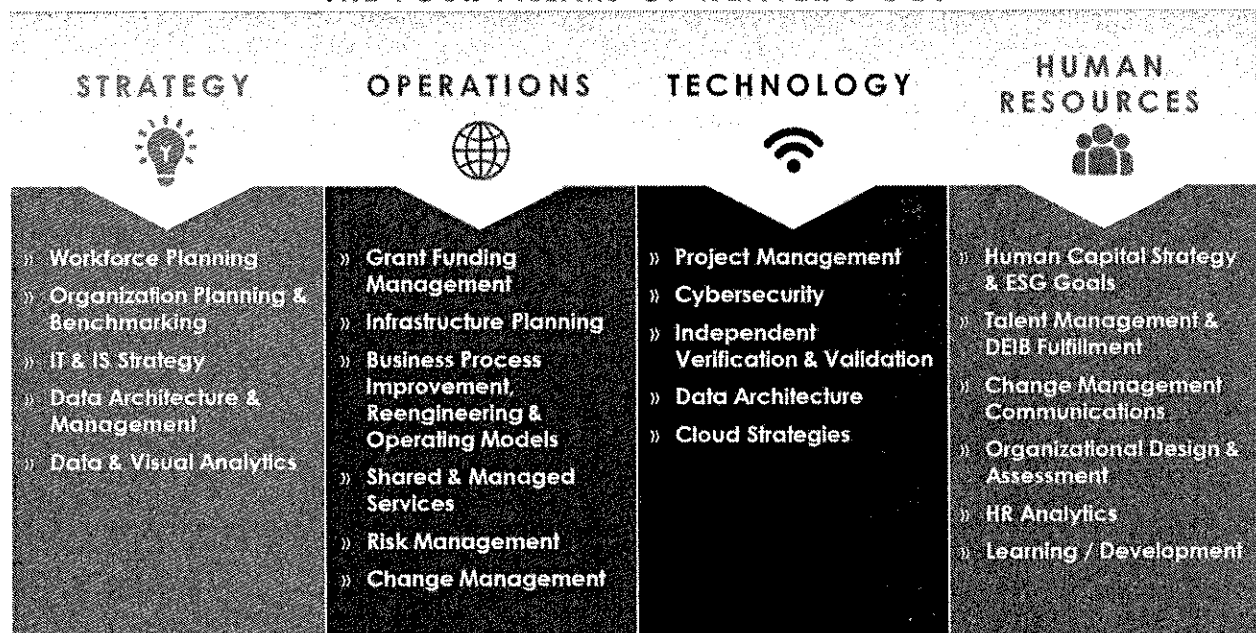 STRATEGY
» Workforce Planning
» Organization Planning &
Benchmarking
» IT & IS Strategy
» Data Architecture &
Management
» Data & Visual Analytics
OPERATIONS
» Grant Funding
Management
» Infrastructure Planning
» Business Process
Improvement,
Reengineering &
Operating Models
» Shared & Managed
Services
» Risk Management
» Change Management
TECHNOLOGY
» Project Management
» Cybersecurity
» Independent
Verification & Validation
» Data Architecture
» Cloud Strategies
HUMAN
RESOURCES
» Human Capital Strategy
& ESG Goals
» Talent Management &
DEIB Fulfillment
» Change Management
Communications
» Organizational Design &
Assessment
» HR Analytics
» Learning / Development